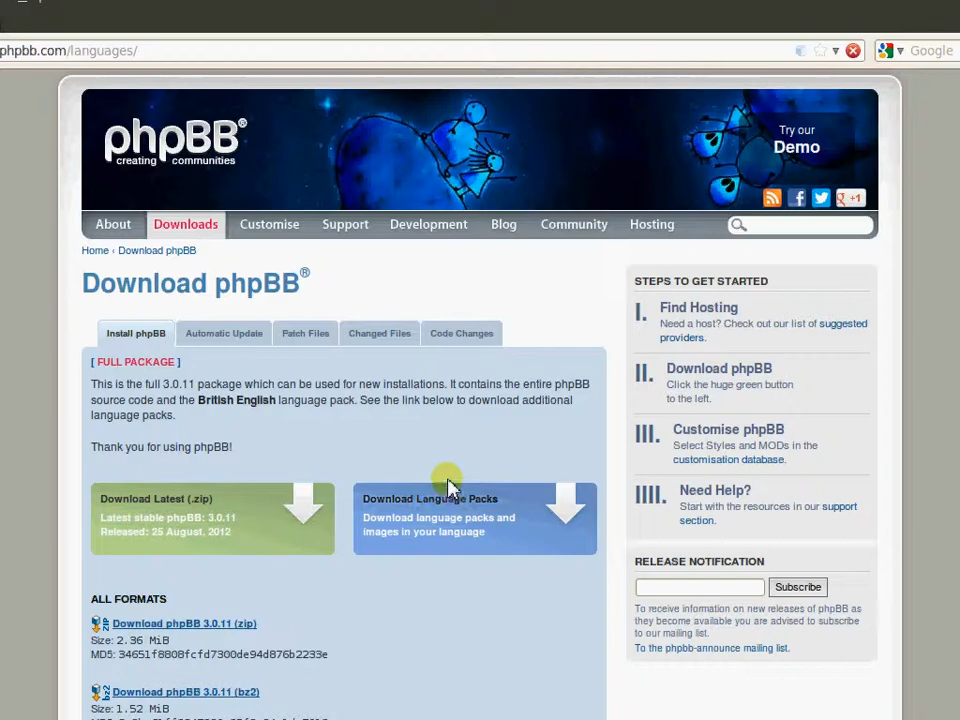 phpbb.com/languages/
Google
phpBB®
creating communities
Try our
Demo
+1
About Downloads Customise Support Development Blog Community Hosting
Home ‹ Download phpBB
Download phpBB®
Install phpBB Automatic Update Patch Files Changed Files Code Changes
[ FULL PACKAGE ]
This is the full 3.0.11 package which can be used for new installations. It contains the entire phpBB
source code and the British English language pack. See the link below to download additional
language packs.
Thank you for using phpBB!
Download Latest (.zip)
Latest stable phpBB: 3.0.11
Released: 25 August, 2012
Download Language Packs
Download language packs and
images in your language
ALL FORMATS
Download phpBB 3.0.11 (zip)
Size: 2.36 MiB
MD5: 34651f8808fcfd7300de94d876b2233e
Download phpBB 3.0.11 (bz2)
Size: 1.52 MiB
STEPS TO GET STARTED
I. Find Hosting
Need a host? Check out our list of suggested
providers.
II. Download phpBB
Click the huge green button
to the left.
III. Customise phpBB
Select Styles and MODs in the
customisation database.
IIII. Need Help?
Start with the resources in our support
section.
RELEASE NOTIFICATION
Subscribe
To receive information on new releases of phpBB as
they become available you are advised to subscribe
to our mailing list.
To the phpbb-announce mailing list.